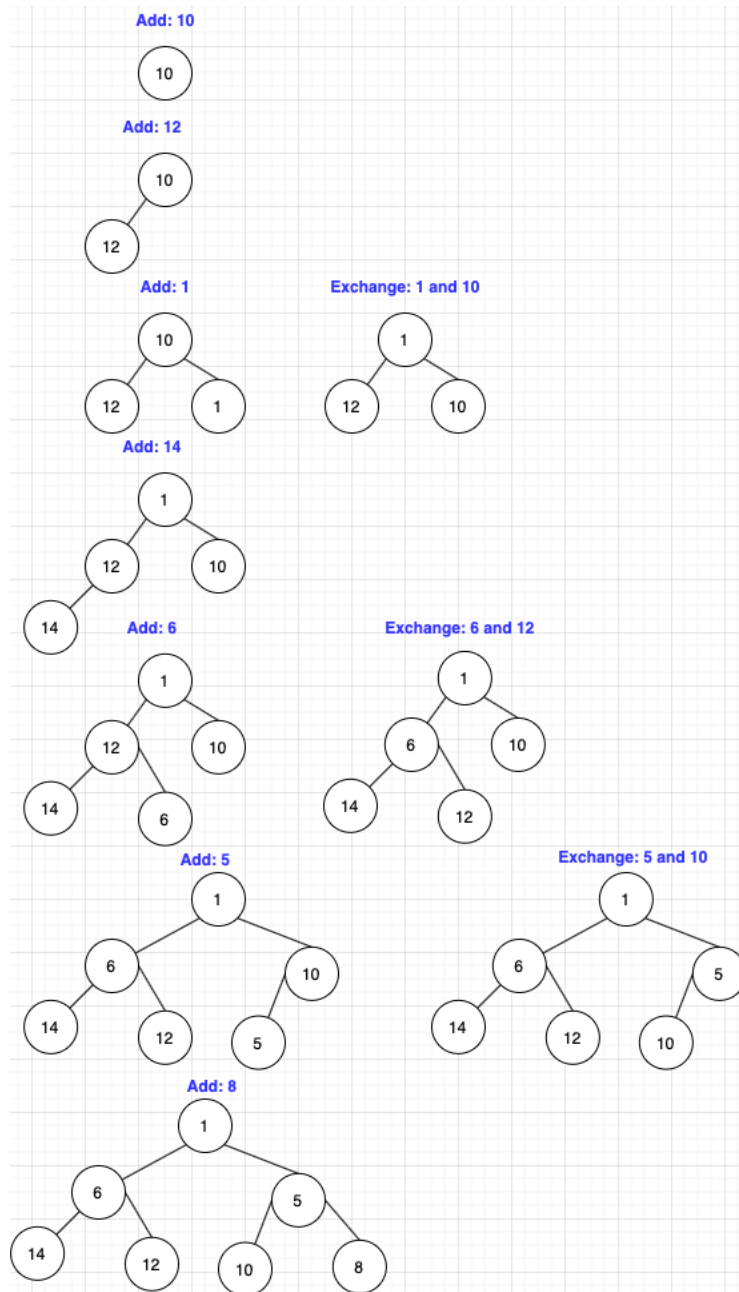 Add: 10
10
Add: 12
10
12
Add: 1 Exchange: 1 and 10
10 1
12 1 12 10
Add: 14
1
12 10
14
Add: 6 Exchange: 6 and 12
1 1
12 10 6 10
14 6 14 12
Add: 5 Exchange: 5 and 10
1 1
6 10 6 5
14 12 5 14 12 10
Add: 8
1
6 5
14 12 10 8